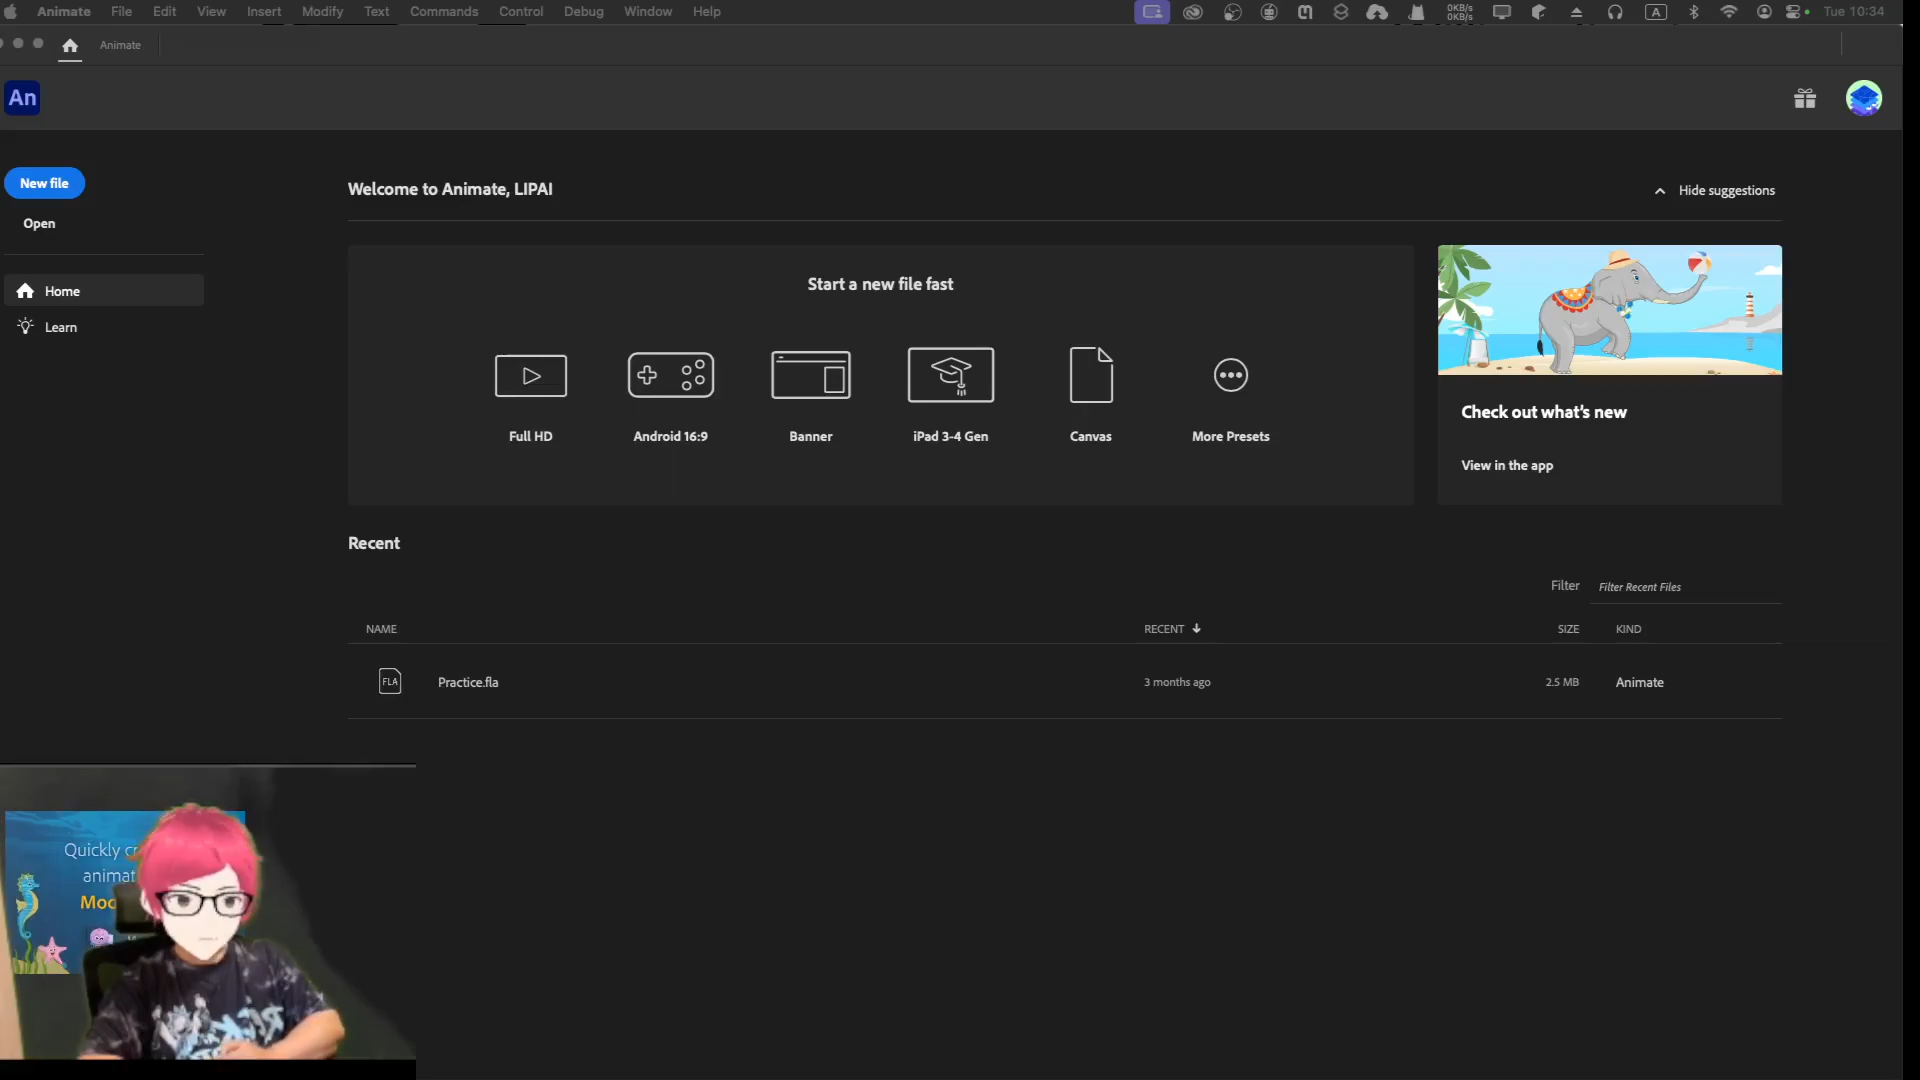 Animate File Edit View Insert Modify Text Commands Control Debug Window Help 0KB/s A Tue 10:34
0KB/s
Animate
An
New file
Open
Home
Learn
Welcome to Animate, LIPAI
Hide suggestions
Start a new file fast
Full HD
Android 16:9
Banner
iPad 3-4 Gen
Canvas
More Presets
Check out what's new
View in the app
Recent
Filter Filter Recent Files
NAME RECENT SIZE KIND
FLA Practice.fla 3 months ago 2.5 MB Animate
Quickly